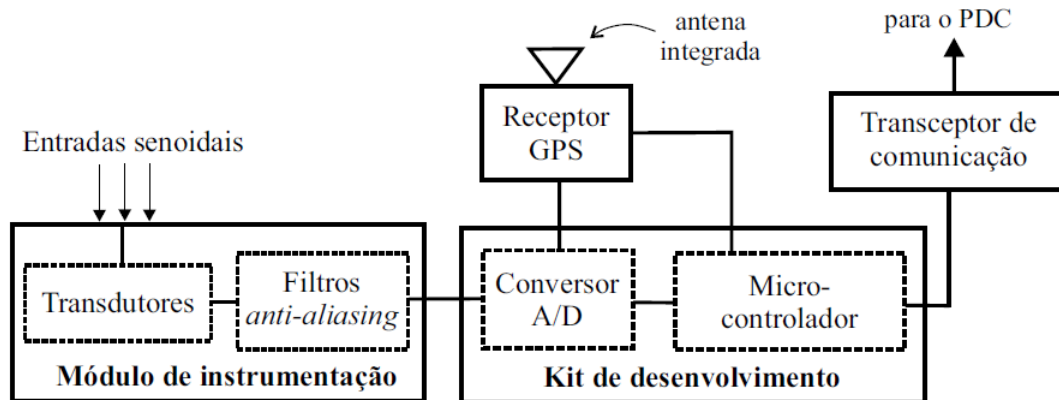 antena
integrada
para o PDC
Receptor
GPS
Transceptor de
comunicação
Entradas senoidais
Transdutores
Filtros
anti-aliasing
Conversor
A/D
Micro-
controlador
Módulo de instrumentação
Kit de desenvolvimento